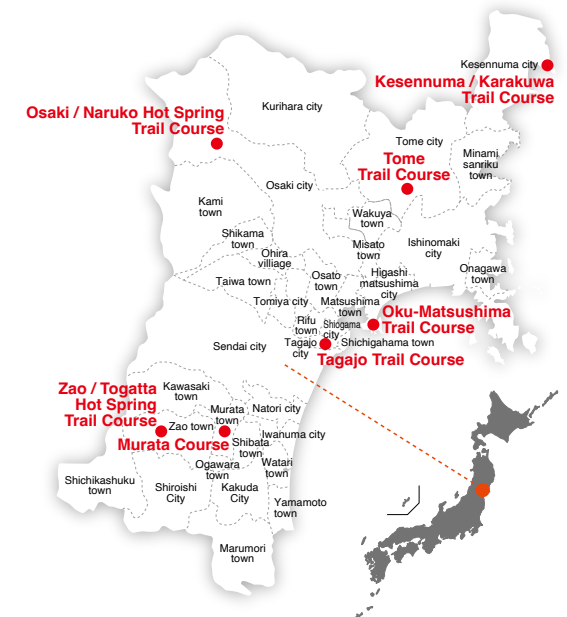 Kesennuma city
Kesennuma / Karakuwa
Trail Course
Osaki / Naruko Hot Spring
Trail Course
Kurihara city
Tome city
Tome
Trail Course
Minami
sanriku
town
Osaki city
Kami
town
Wakuya
town
Shikama
town
Misato
town
Ishinomaki
city
Ohira
villiage
Onagawa
town
Taiwa town
Osato
town
Higashi
matsushima
city
Tomiya city
Matsushima
town
Oku-Matsushima
Trail Course
Rifu
town
Shiogama
city
Sendai city
Tagajo
city
Shichigahama town
Tagajo Trail Course
Zao / Togatta
Hot Spring
Trail Course
Kawasaki
town
Murata
town
Natori city
Zao town
Murata Course
Iwanuma city
Shibata
town
Ogawara
town
Watari
town
Shichikashuku
town
Shiroishi
City
Kakuda
City
Yamamoto
town
Marumori
town